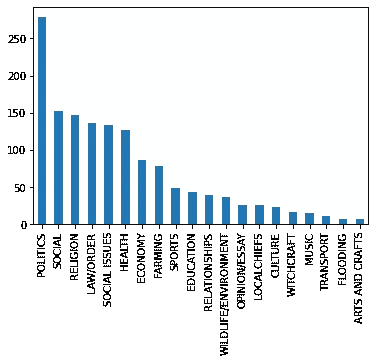 250
200
150
100
50
0
POLITICS
SOCIAL
RELIGION
LAW/ORDER
SOCIAL ISSUES
HEALTH
ECONOMY
FARMING
SPORTS
EDUCATION
RELATIONSHIPS
WILDLIFE/ENVIRONMENT
OPINION/ESSAY
LOCALCHIEFS
CULTURE
WITCHCRAFT
MUSIC
TRANSPORT
FLOODING
ARTS AND CRAFTS